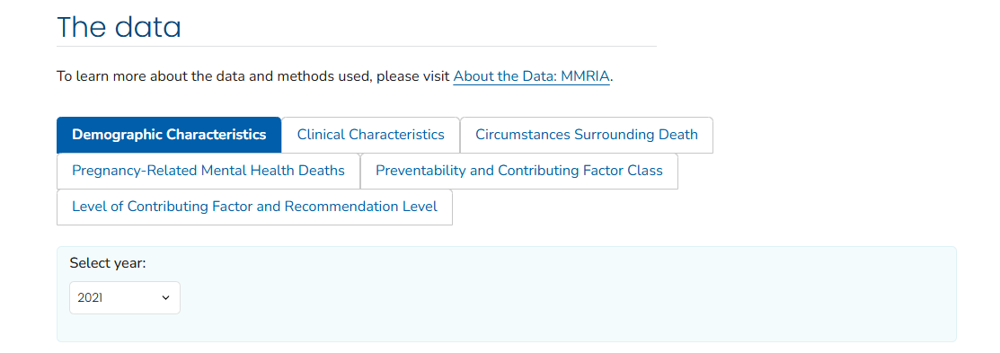 The data
To learn more about the data and methods used, please visit About the Data: MMRIA.
Demographic Characteristics Clinical Characteristics Circumstances Surrounding Death
Pregnancy-Related Mental Health Deaths Preventability and Contributing Factor Class
Level of Contributing Factor and Recommendation Level
Select year:
2021